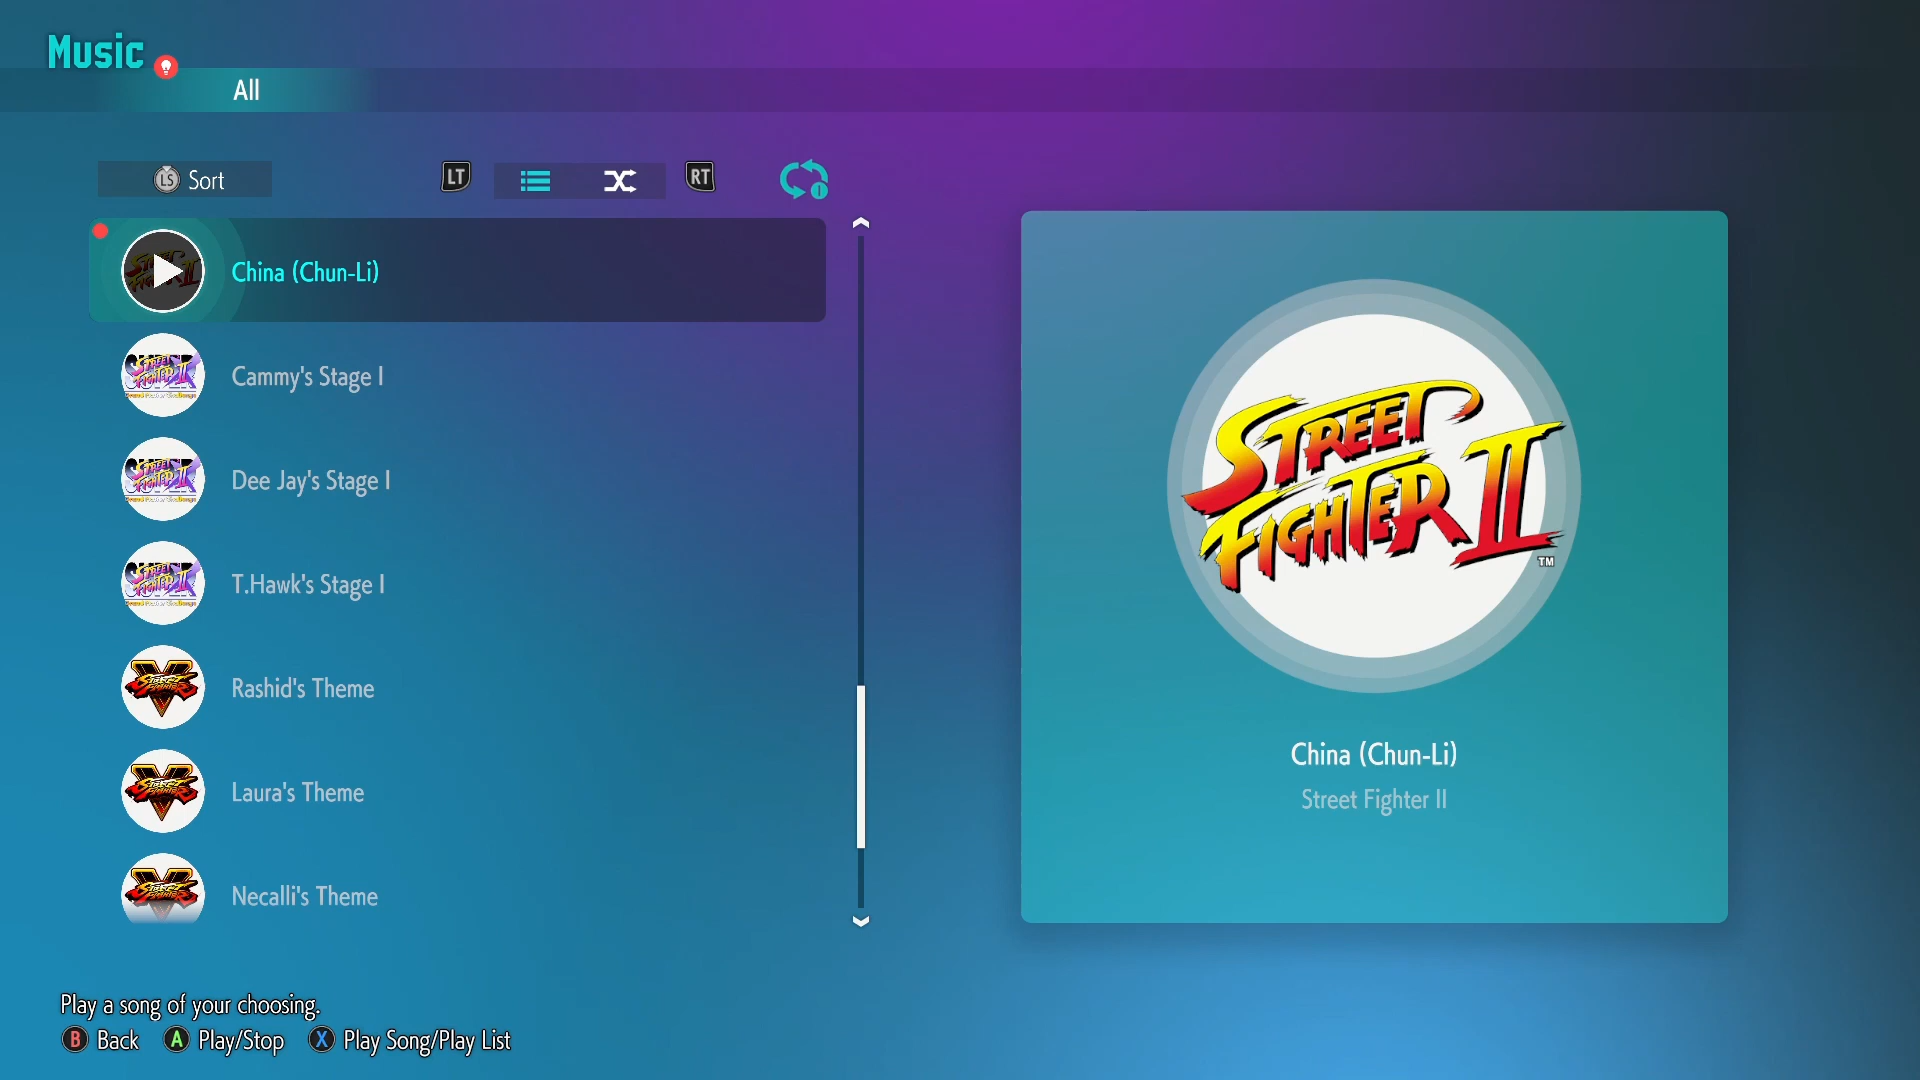 Music
All
LS Sort
LT
RT
China (Chun-Li)
Cammy's Stage I
Dee Jay's Stage I
T.Hawk's Stage I
Rashid's Theme
Laura's Theme
Necalli's Theme
STREET
FIGHTER II
TM
China (Chun-Li)
Street Fighter II
Play a song of your choosing.
B Back A Play/Stop X Play Song/Play List